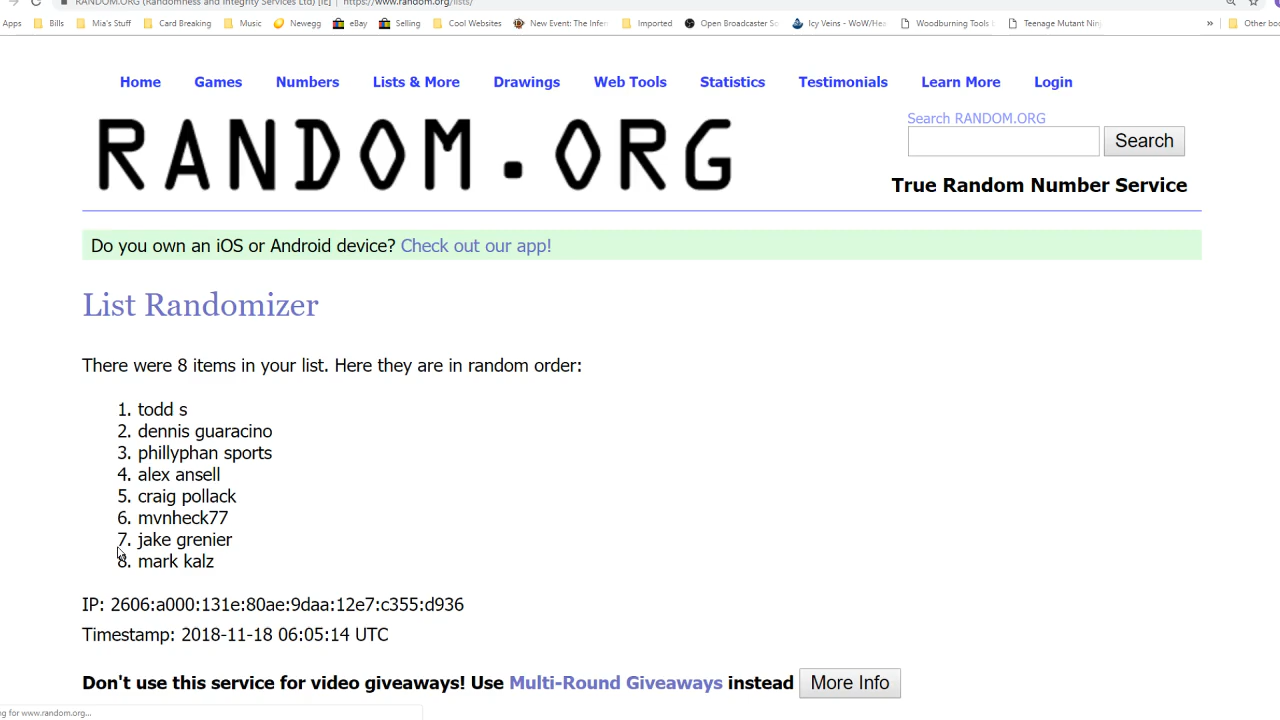 RANDOM.ORG (Randomness and Integrity Services Ltd) [IE] | https://www.random.org/lists/
Apps Bills Mia's Stuff Card Breaking Music Newegg eBay Selling Cool Websites New Event: The Infer Imported Open Broadcaster So Icy Veins - WoW/Hea Woodburning Tools Teenage Mutant Nin » Other boo
Home Games Numbers Lists & More Drawings Web Tools Statistics Testimonials Learn More Login
RANDOM.ORG
Search RANDOM.ORG
Search
True Random Number Service
Do you own an iOS or Android device? Check out our app!
List Randomizer
There were 8 items in your list. Here they are in random order:
1. todd s
2. dennis guaracino
3. phillyphan sports
4. alex ansell
5. craig pollack
6. mvnheck77
7. jake grenier
8. mark kalz
IP: 2606:a000:131e:80ae:9daa:12e7:c355:d936
Timestamp: 2018-11-18 06:05:14 UTC
Don't use this service for video giveaways! Use Multi-Round Giveaways instead More Info
ng for www.random.org...